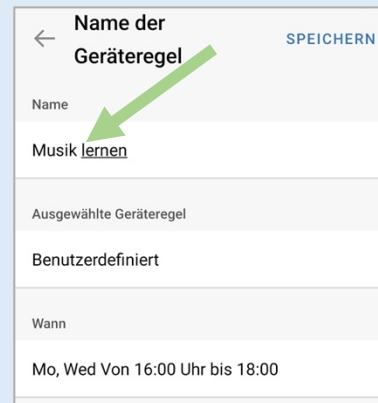 Name der
Geräteregel
SPEICHERN
Name
Musik lernen
Ausgewählte Geräteregel
Benutzerdefiniert
Wann
Mo, Wed Von 16:00 Uhr bis 18:00